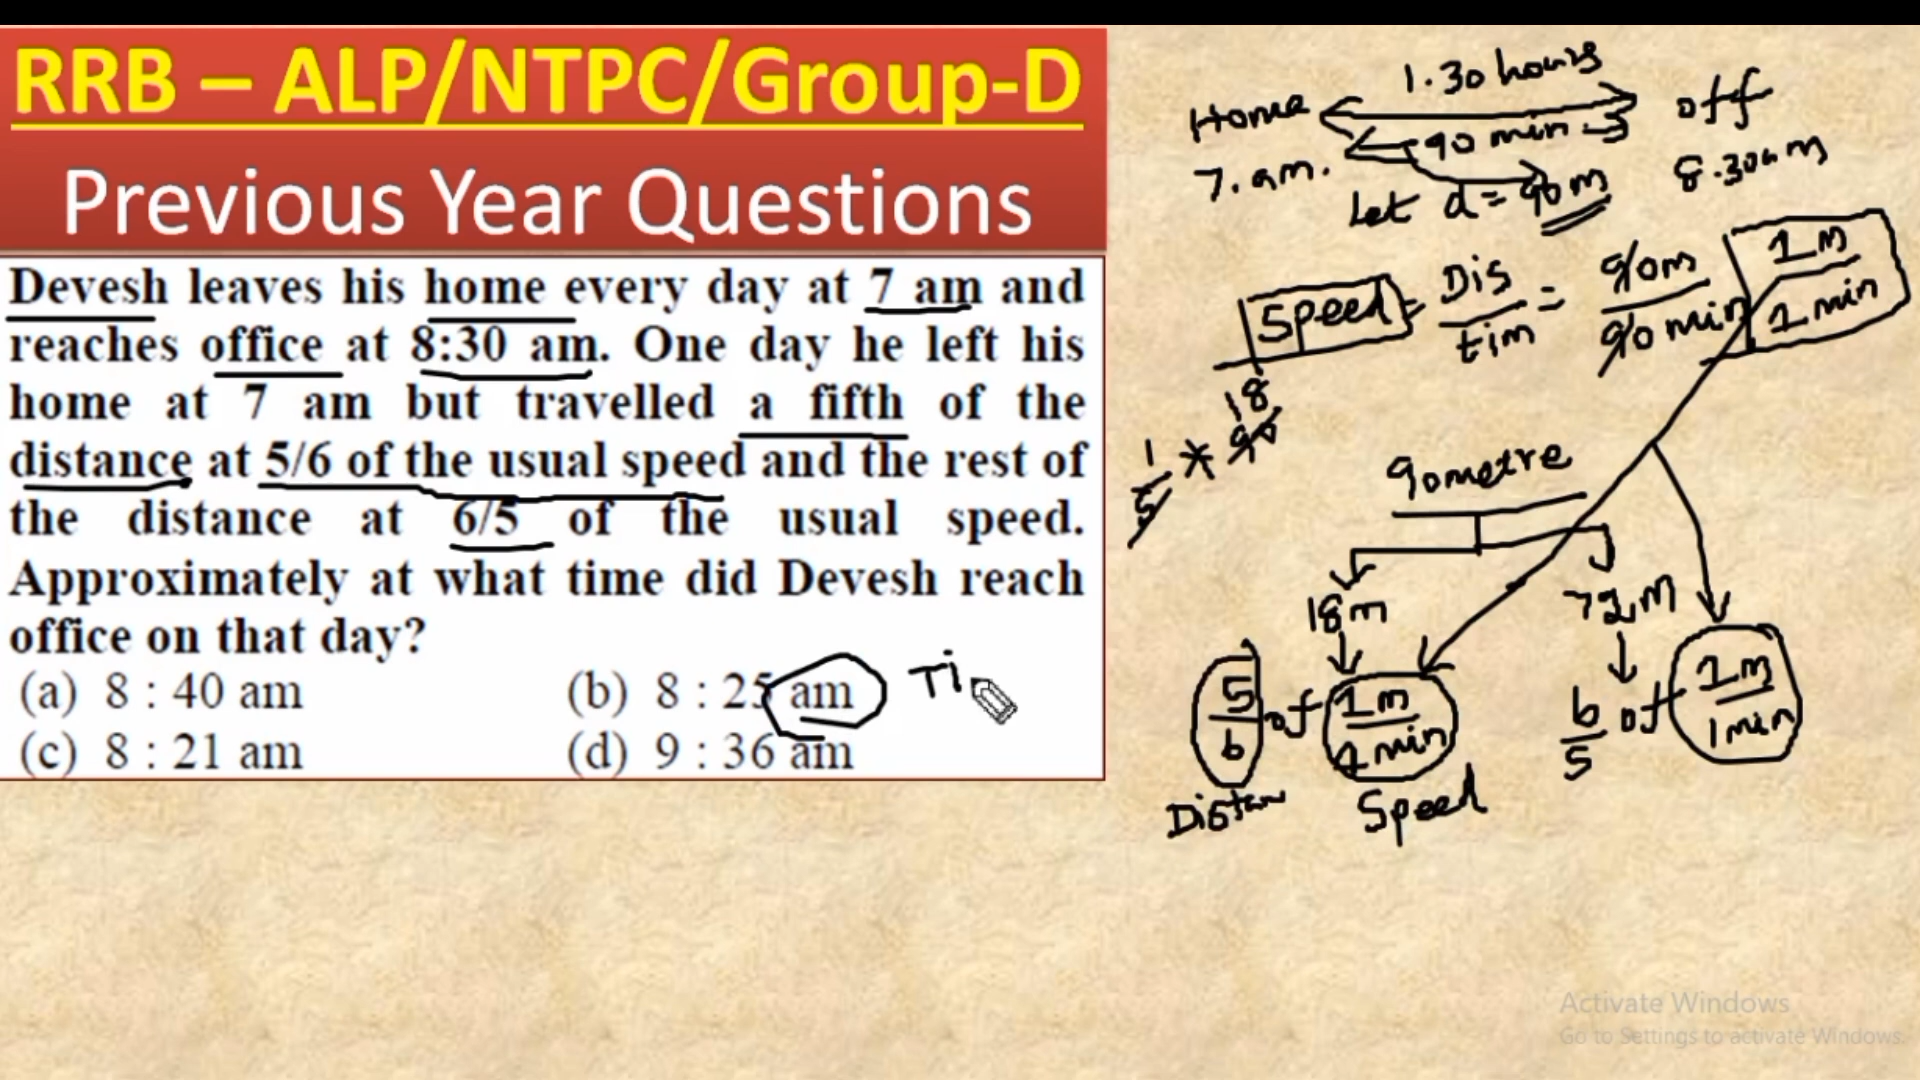 RRB – ALP/NTPC/Group-D
Previous Year Questions
Devesh leaves his home every day at 7 am and
reaches office at 8:30 am. One day he left his
home at 7 am but travelled a fifth of the
distance at 5/6 of the usual speed and the rest of
the distance at 6/5 of the usual speed.
Approximately at what time did Devesh reach
office on that day?
(a) 8 : 40 am (b) 8 : 25 am
(c) 8 : 21 am (d) 9 : 36 am
Ti
1.30 hours
Home off
90 min
7. am. 8.30am
Let d = 90m
Speed = Dis/tim = 90m/90 min 1m/1min
1/5 * 90
18
90metre
18m 72m
5/6 of 1m/1min 6/5 of 1m/1min
Speed
Activate Windows
Go to Settings to activate Windows.